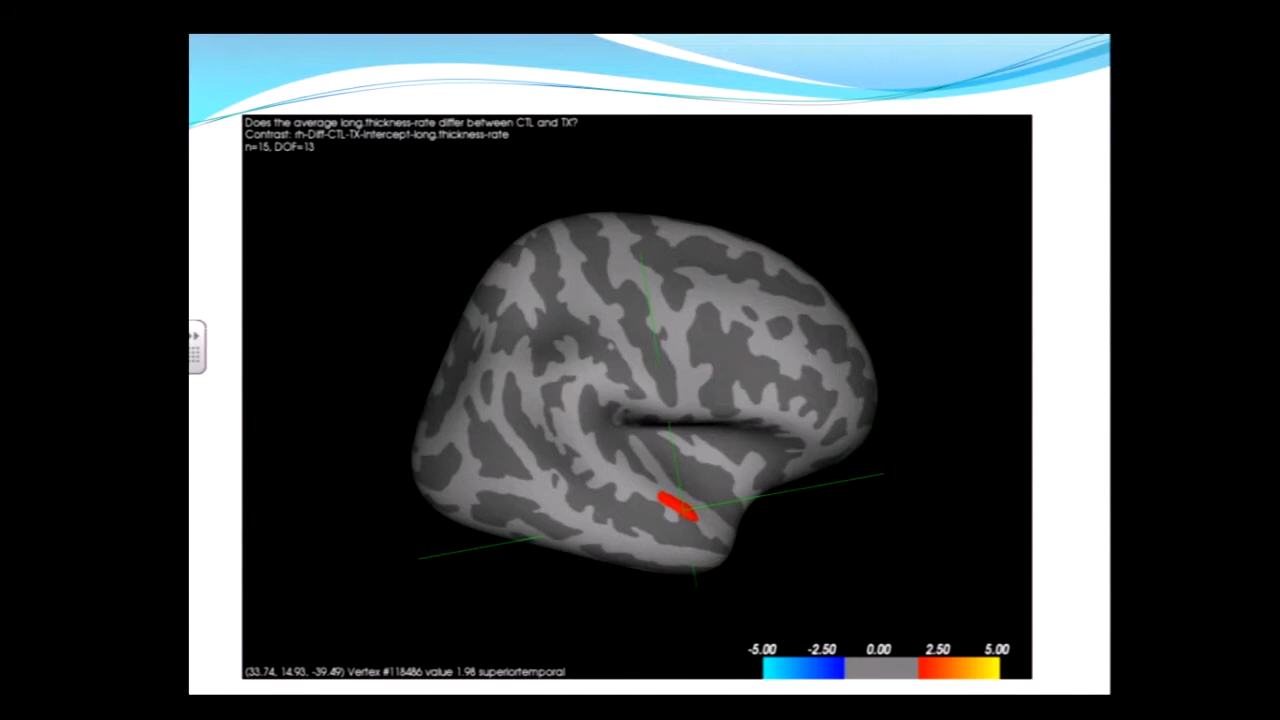 Does the average long.thickness-rate differ between CTL and TX?
Contrast: rh-Diff-CTL-TX-Intercept-long.thickness-rate
n=15, DOF=13
-5.00 -2.50 0.00 2.50 5.00
(33.74, 14.93, -39.49) Vertex #118486 value 1.98 superiortemporal